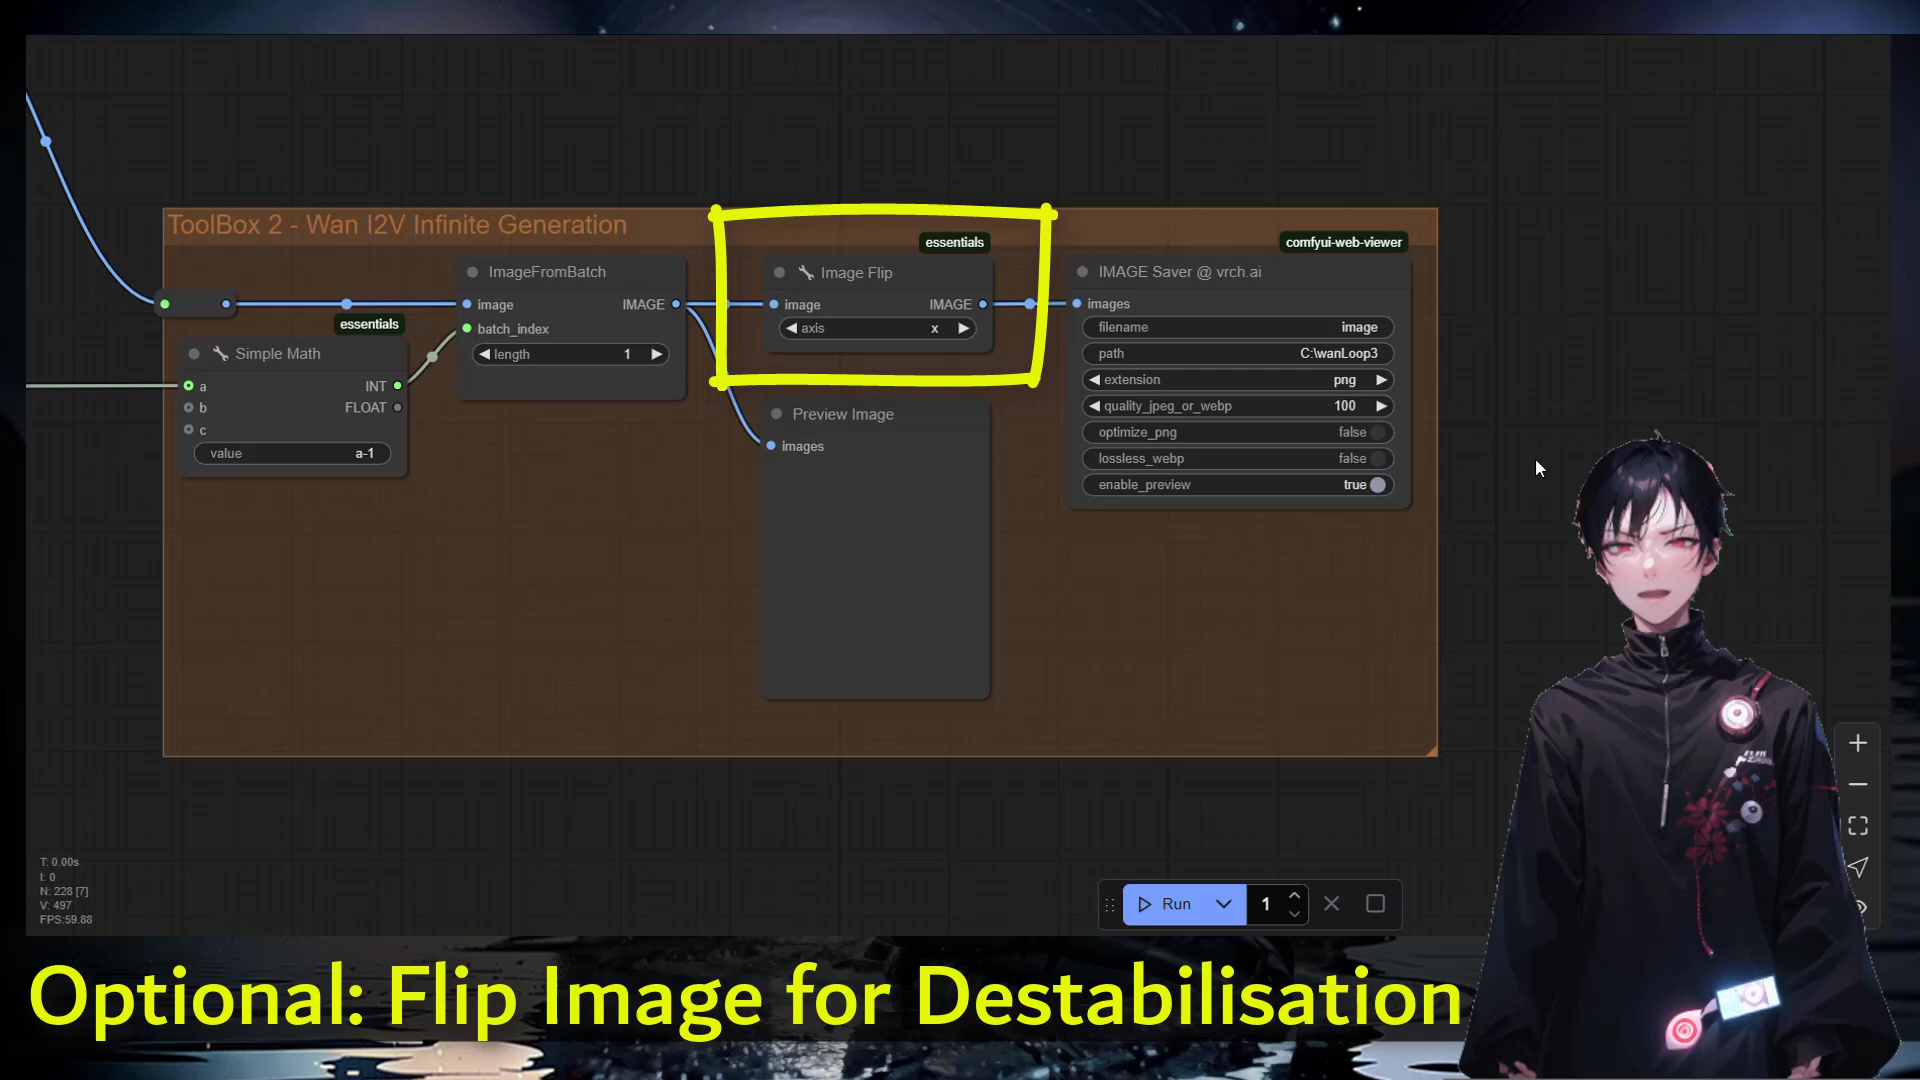 ToolBox 2 - Wan I2V Infinite Generation
essentials
comfyui-web-viewer
ImageFromBatch
Image Flip
IMAGE Saver @ vrch.ai
image
IMAGE
image
IMAGE
images
essentials
batch_index
axis
x
filename
image
Simple Math
length
1
path
C:\wanLoop3
a
INT
extension
png
b
FLOAT
Preview Image
quality_jpeg_or_webp
100
c
images
optimize_png
false
value
a-1
lossless_webp
false
enable_preview
true
T: 0.00s
I: 0
N: 228 [7]
V: 497
FPS:59.88
Run
1
Optional: Flip Image for Destabilisation